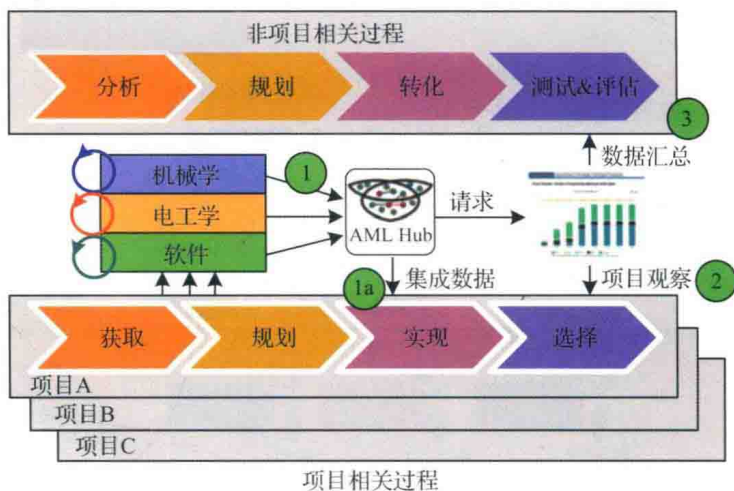 非项目相关过程
分析
规划
转化
测试&评估
3
数据汇总
机械学
1
电工学
AML Hub
请求
软件
1a
集成数据
项目观察
2
获取
规划
实现
选择
项目A
项目B
项目C
项目相关过程